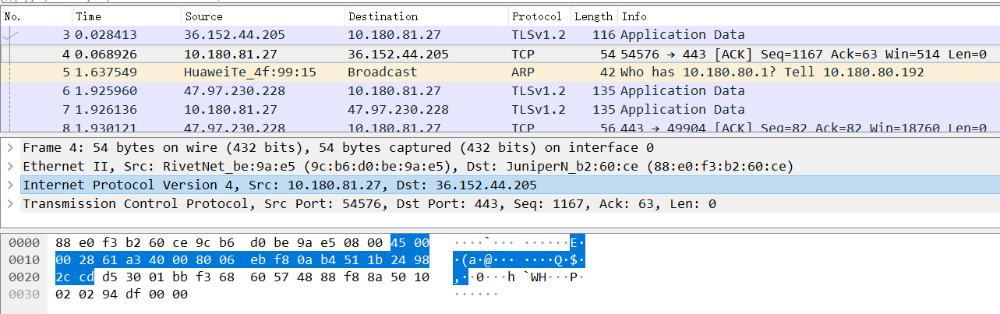 No. Time Source Destination Protocol Length Info
3 0.028413 36.152.44.205 10.180.81.27 TLSv1.2 116 Application Data
4 0.068926 10.180.81.27 36.152.44.205 TCP 54 54576 → 443 [ACK] Seq=1167 Ack=63 Win=514 Len=0
5 1.637549 HuaweiTe_4f:99:15 Broadcast ARP 42 Who has 10.180.80.1? Tell 10.180.80.192
6 1.925960 47.97.230.228 10.180.81.27 TLSv1.2 135 Application Data
7 1.926136 10.180.81.27 47.97.230.228 TLSv1.2 135 Application Data
8 1.930121 47.97.230.228 10.180.81.27 TCP 56 443 → 49904 [ACK] Seq=82 Ack=82 Win=18760 Len=0
Frame 4: 54 bytes on wire (432 bits), 54 bytes captured (432 bits) on interface 0
Ethernet II, Src: RivetNet_be:9a:e5 (9c:b6:d0:be:9a:e5), Dst: JuniperN_b2:60:ce (88:e0:f3:b2:60:ce)
Internet Protocol Version 4, Src: 10.180.81.27, Dst: 36.152.44.205
Transmission Control Protocol, Src Port: 54576, Dst Port: 443, Seq: 1167, Ack: 63, Len: 0
0000 88 e0 f3 b2 60 ce 9c b6 d0 be 9a e5 08 00 45 00 ····`··· ······E·
0010 00 28 61 a3 40 00 80 06 eb f8 0a b4 51 1b 24 98 ·(a·@··· ····Q·$·
0020 2c cd d5 30 01 bb f3 68 60 57 48 88 f8 8a 50 10 ,··0···h `WH···P·
0030 02 02 94 df 00 00 ······